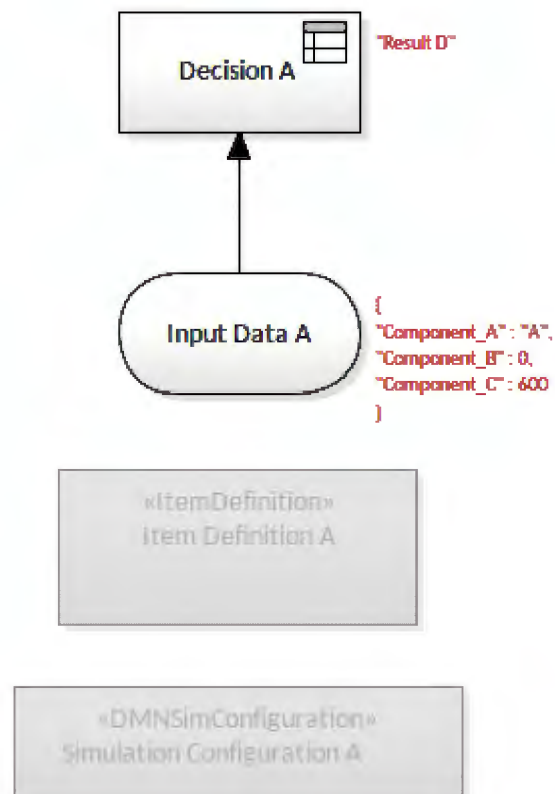 Decision A
"Result D"
Input Data A
{
"Component_A" : "A",
"Component_B" : 0,
"Component_C" : 600
}
«ItemDefinition»
Item Definition A
«DMNSimConfiguration»
Simulation Configuration A